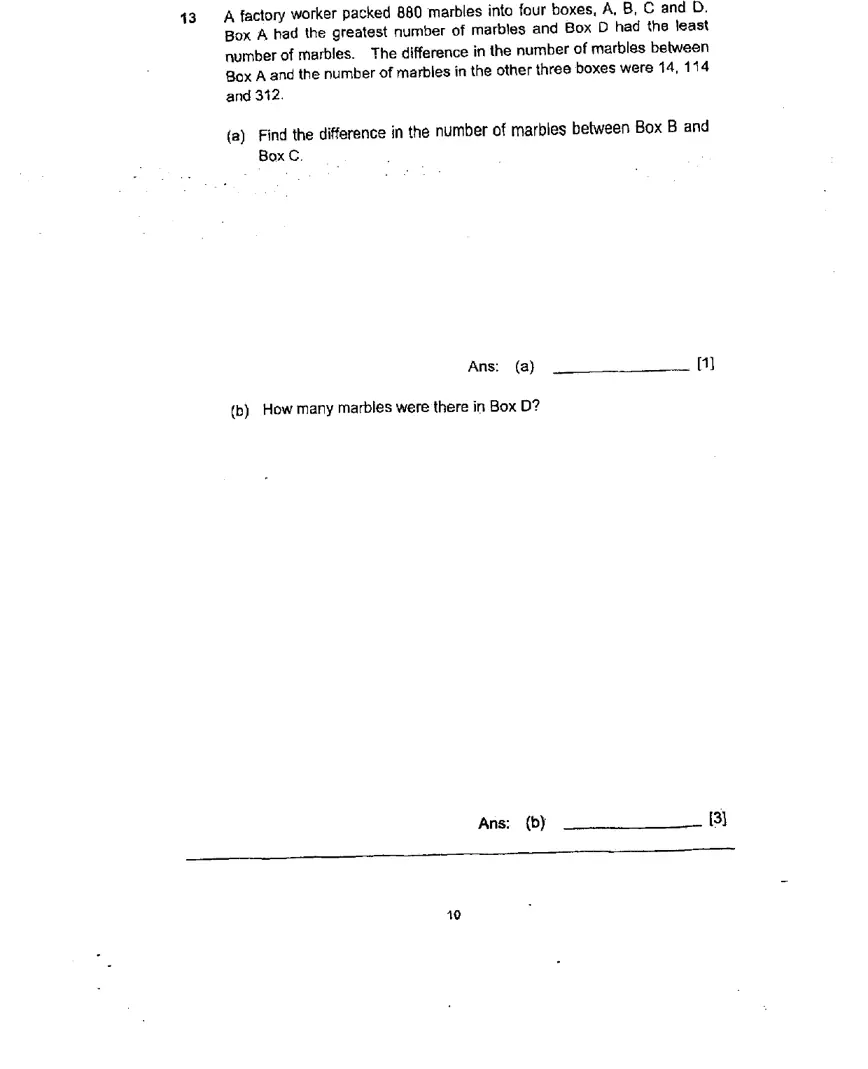 13 A factory worker packed 880 marbles into four boxes, A, B, C and D.
Box A had the greatest number of marbles and Box D had the least
number of marbles. The difference in the number of marbles between
Box A and the number of marbles in the other three boxes were 14, 114
and 312.
(a) Find the difference in the number of marbles between Box B and
Box C.
Ans: (a) ______________ [1]
(b) How many marbles were there in Box D?
Ans: (b) ______________ [3]
10